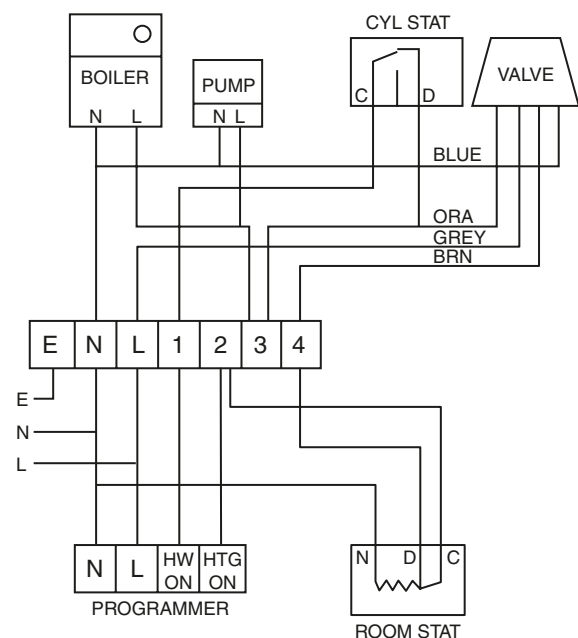 CYL STAT
BOILER
PUMP
VALVE
N L
N L
C D
BLUE
ORA
GREY
BRN
E N L 1 2 3 4
E
N
L
N L HW ON HTG ON
N D C
PROGRAMMER
ROOM STAT